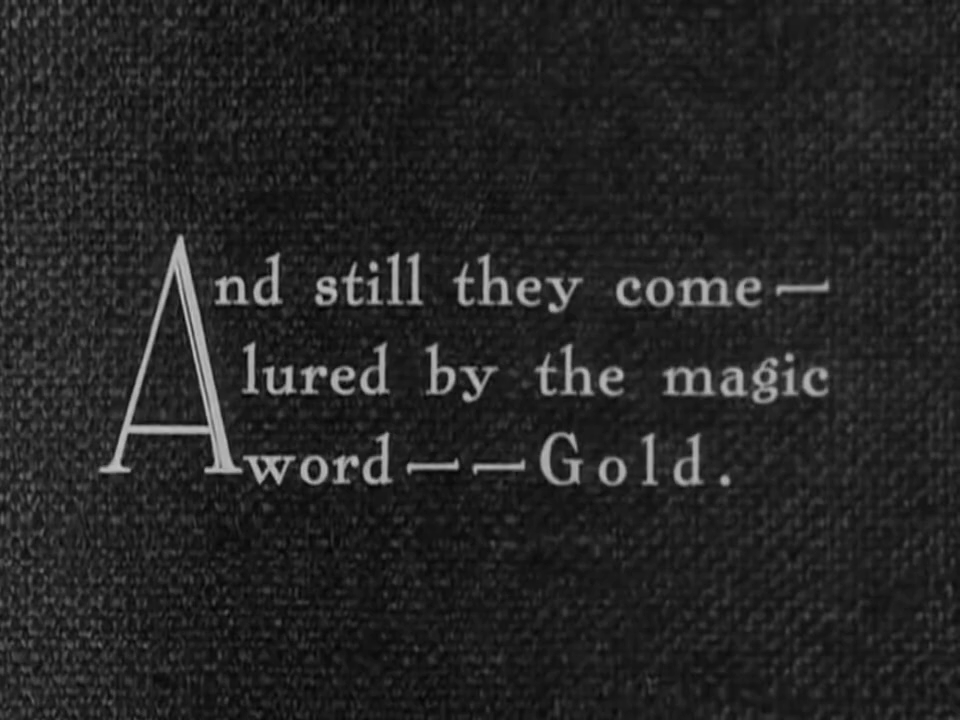 And still they come—
lured by the magic
word——Gold.